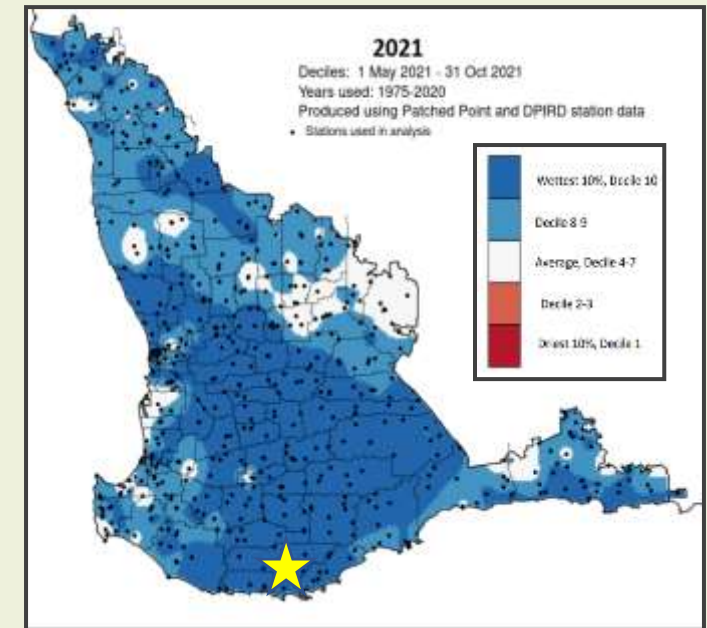 2021
Deciles: 1 May 2021 - 31 Oct 2021
Years used: 1975-2020
Produced using Patched Point and DPIRD station data
Stations used in analysis
Wettest 10%, Decile 10
Decile 8-9
Average, Decile 4-7
Decile 2-3
Driest 10%, Decile 1